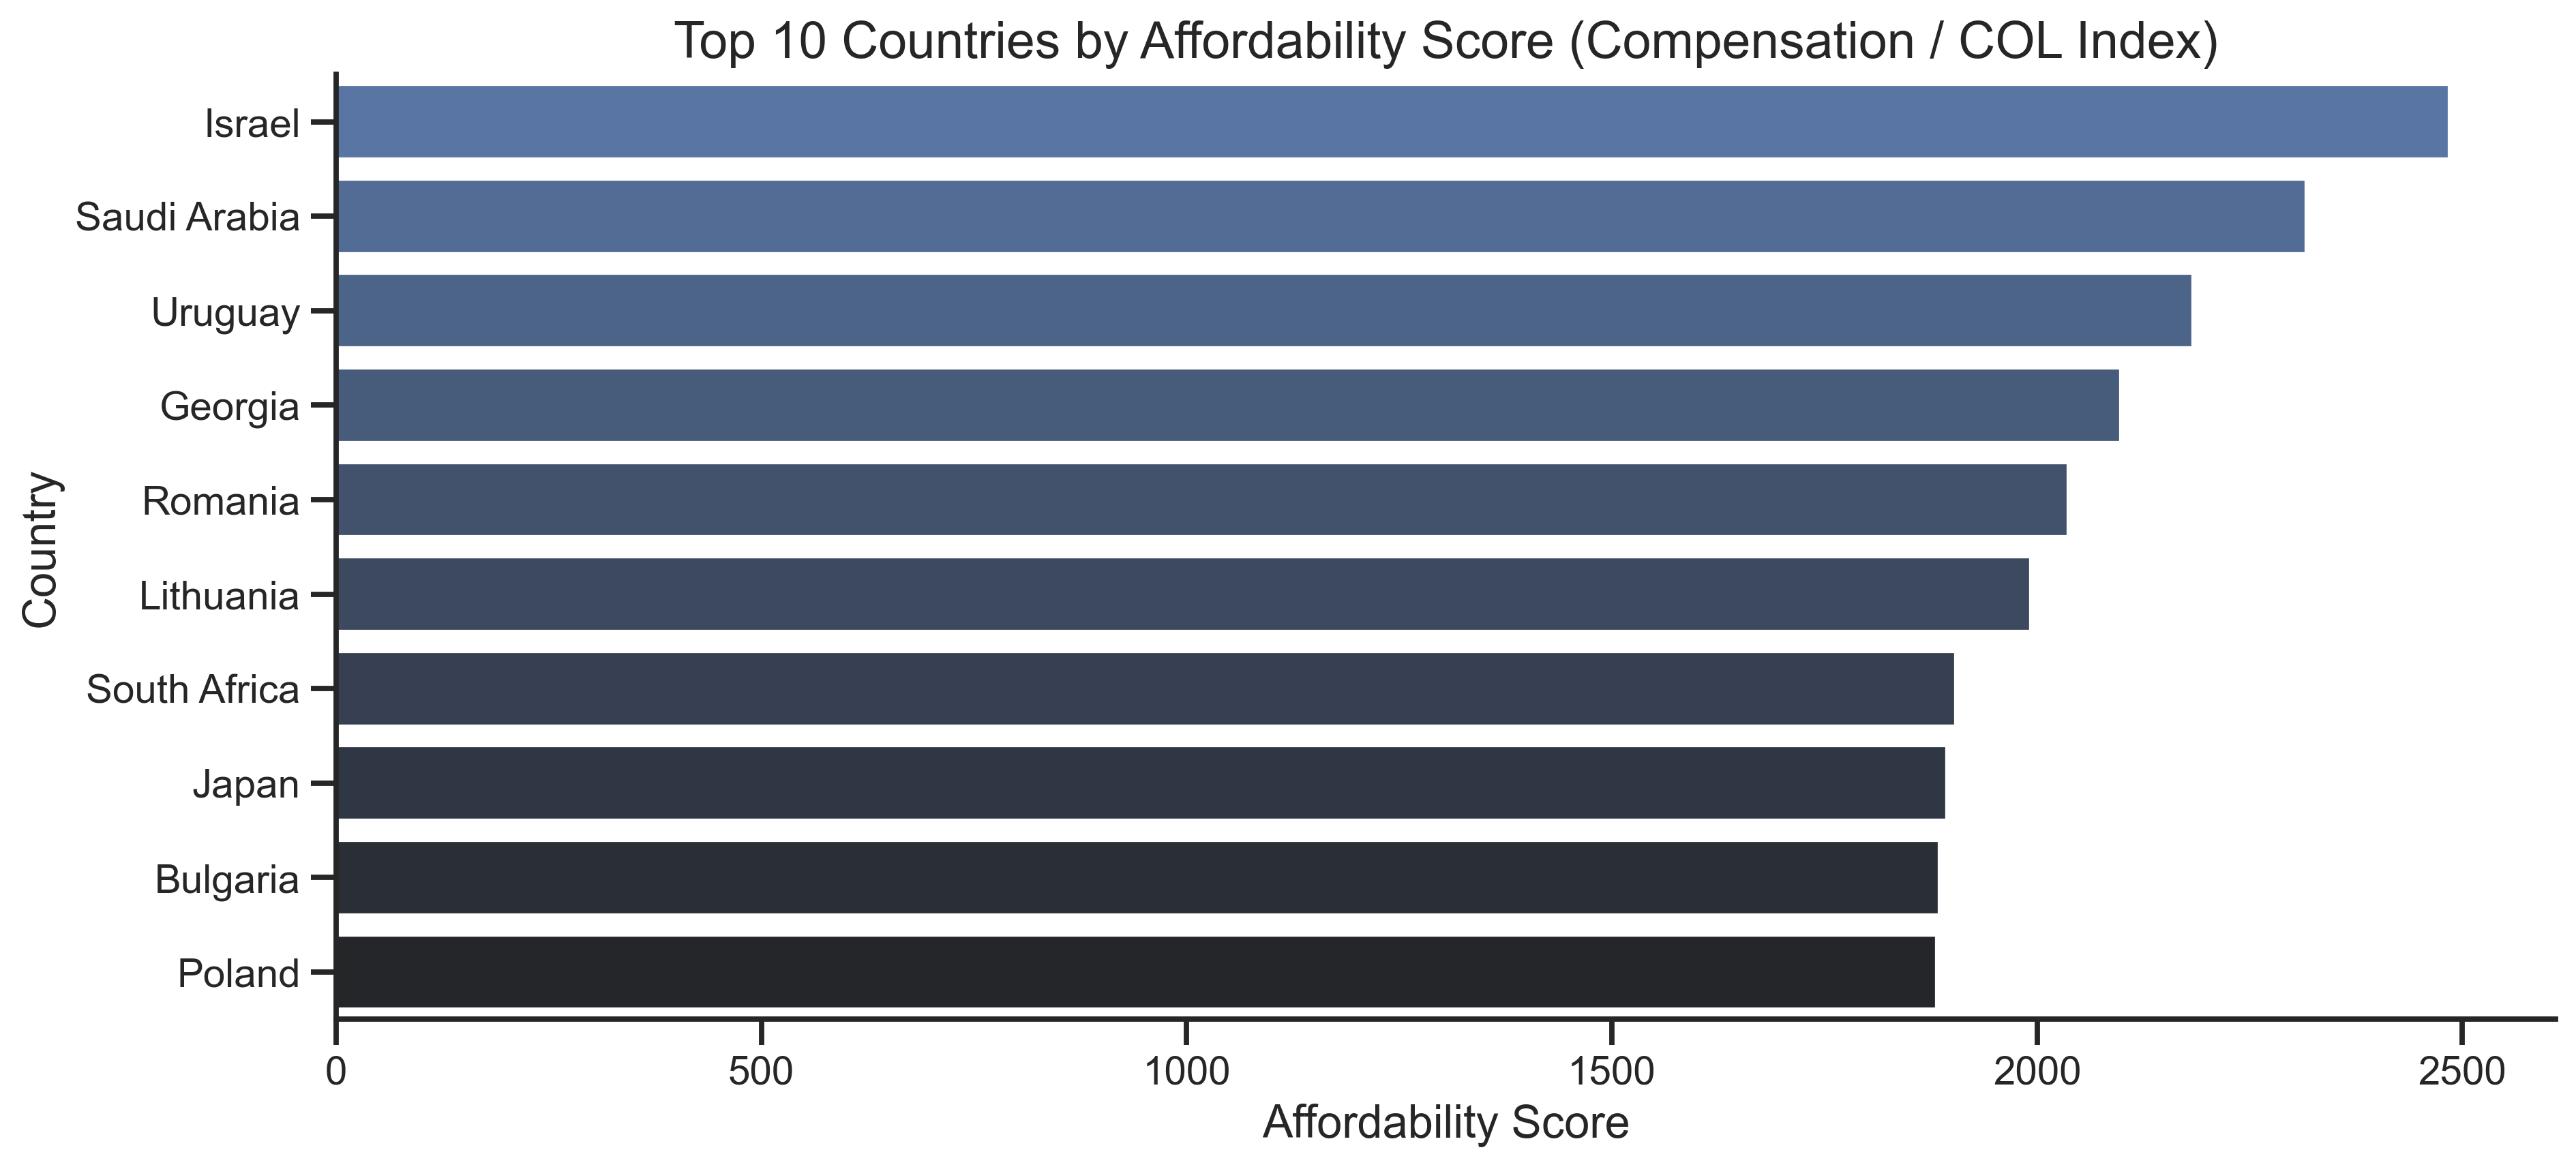 Top 10 Countries by Affordability Score (Compensation / COL Index)
Country
Israel
Saudi Arabia
Uruguay
Georgia
Romania
Lithuania
South Africa
Japan
Bulgaria
Poland
0 500 1000 1500 2000 2500
Affordability Score